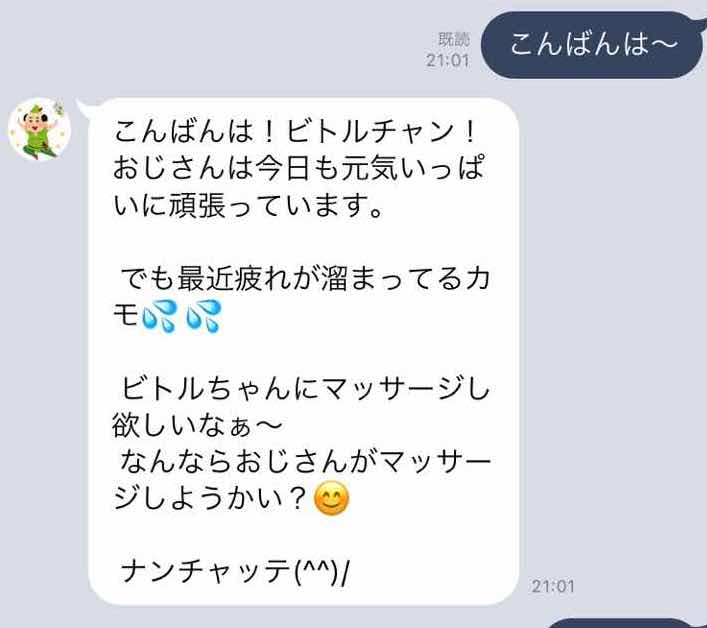 こんばんは〜
既読
21:01
こんばんは！ビトルチャン！
おじさんは今日も元気いっぱ
いに頑張っています。
でも最近疲れが溜まってるカ
モ💦 💦
ビトルちゃんにマッサージし
欲しいなぁ〜
なんならおじさんがマッサー
ジしようかい？😊
ナンチャッテ(^^)/
21:01